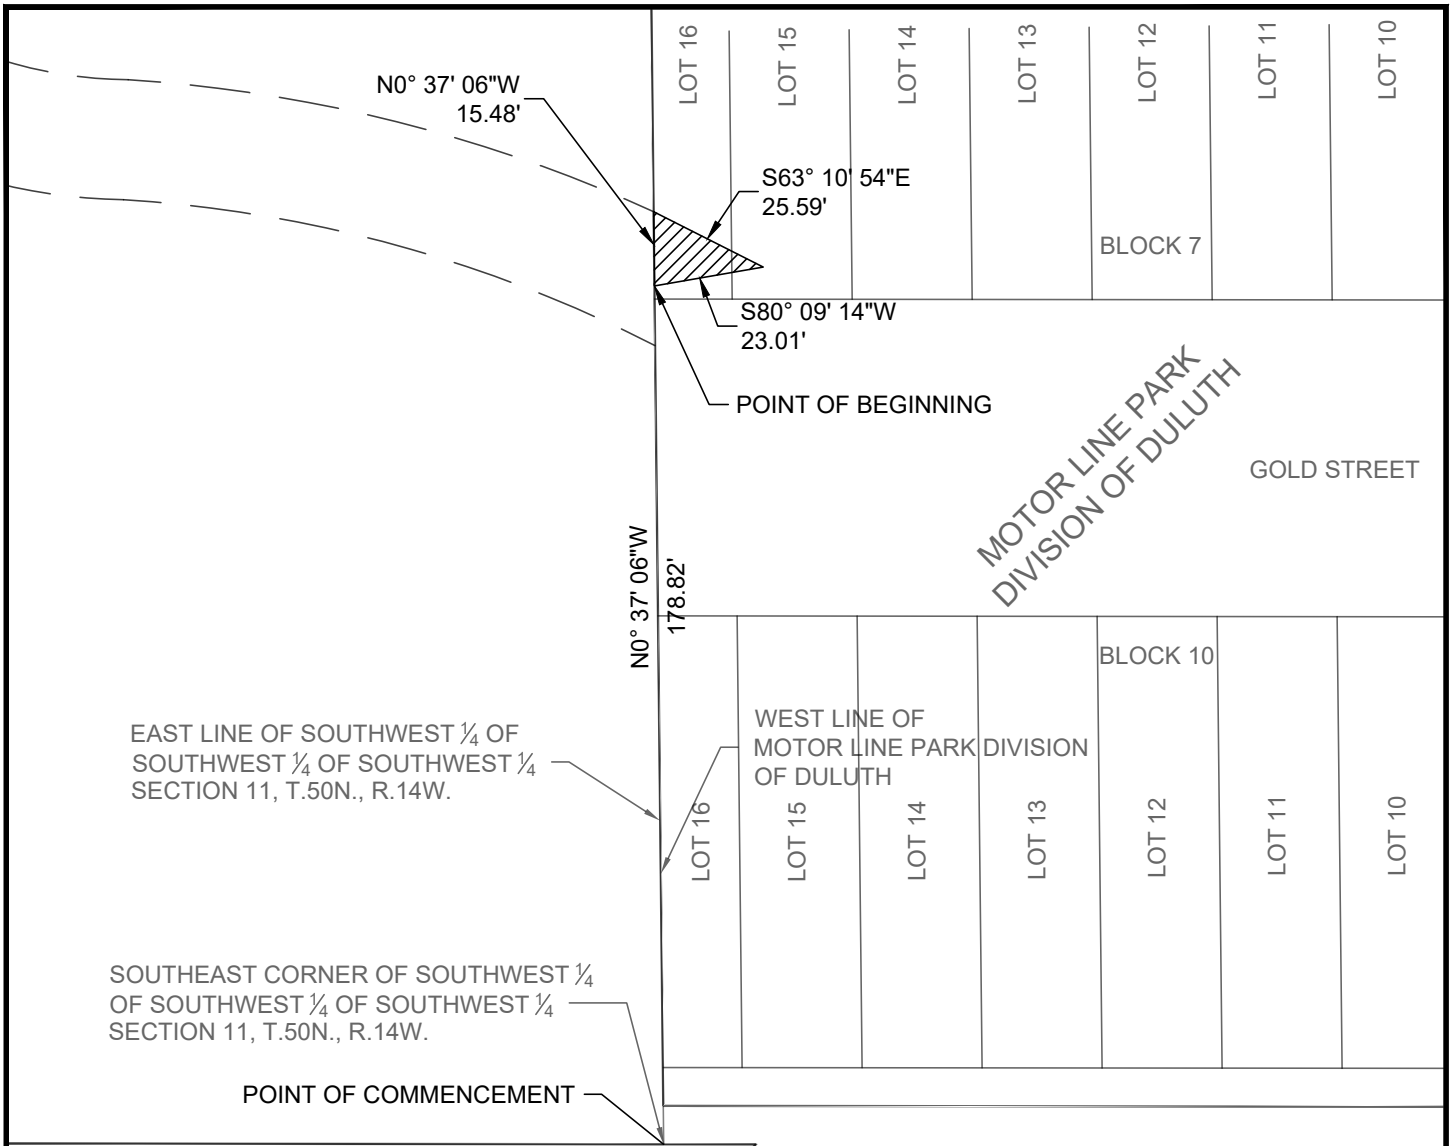 LOT 16
LOT 15
LOT 14
LOT 13
LOT 12
LOT 11
LOT 10
N0° 37' 06"W
15.48'
S63° 10' 54"E
25.59'
BLOCK 7
S80° 09' 14"W
23.01'
POINT OF BEGINNING
MOTOR LINE PARK
DIVISION OF DULUTH
GOLD STREET
N0° 37' 06"W
178.82'
BLOCK 10
EAST LINE OF SOUTHWEST ¼ OF
SOUTHWEST ¼ OF SOUTHWEST ¼
SECTION 11, T.50N., R.14W.
WEST LINE OF
MOTOR LINE PARK DIVISION
OF DULUTH
LOT 16
LOT 15
LOT 14
LOT 13
LOT 12
LOT 11
LOT 10
SOUTHEAST CORNER OF SOUTHWEST ¼
OF SOUTHWEST ¼ OF SOUTHWEST ¼
SECTION 11, T.50N., R.14W.
POINT OF COMMENCEMENT